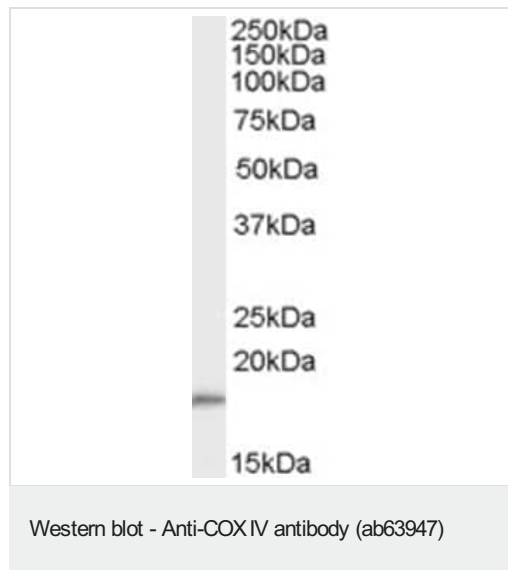 250kDa
150kDa
100kDa
75kDa
50kDa
37kDa
25kDa
20kDa
15kDa
Western blot - Anti-COX IV antibody (ab63947)